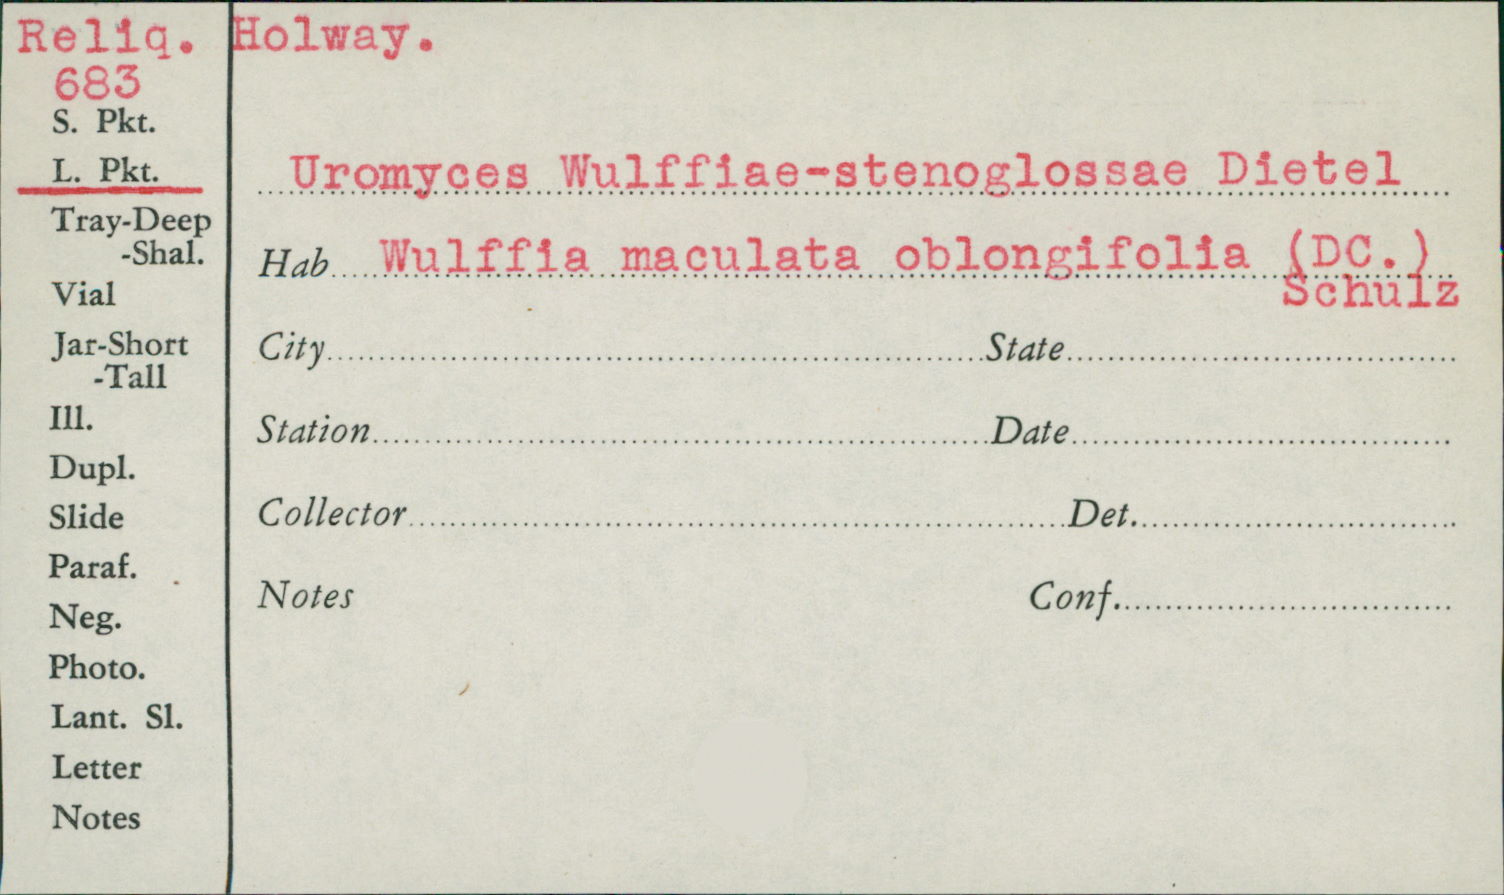 Reliq. Holway.
683
S. Pkt.
L. Pkt.
Uromyces Wulffiae-stenoglossae Dietel
Tray-Deep
-Shal.
Hab Wulffia maculata oblongifolia (DC.)
Schulz
Vial
Jar-Short
-Tall
City State
Ill.
Station Date
Dupl.
Slide
Collector Det.
Paraf.
Notes Conf.
Neg.
Photo.
Lant. Sl.
Letter
Notes